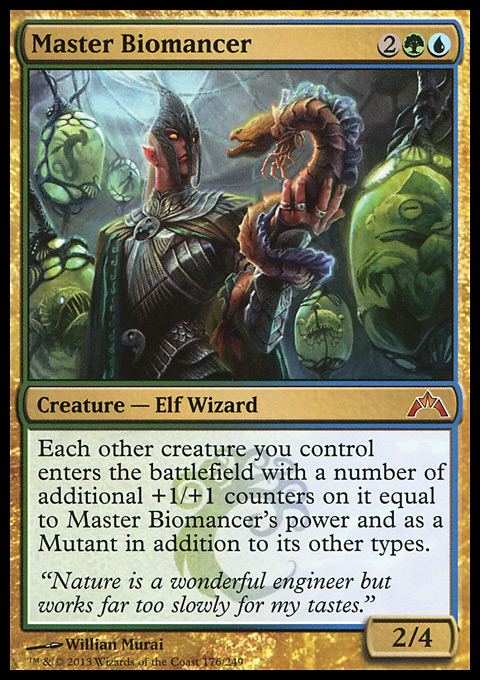 Master Biomancer 2
Creature — Elf Wizard
Each other creature you control
enters the battlefield with a number of
additional +1/+1 counters on it equal
to Master Biomancer's power and as a
Mutant in addition to its other types.
“Nature is a wonderful engineer but
works far too slowly for my tastes.”
Willian Murai
2/4
™ & © 2013 Wizards of the Coast 176/249